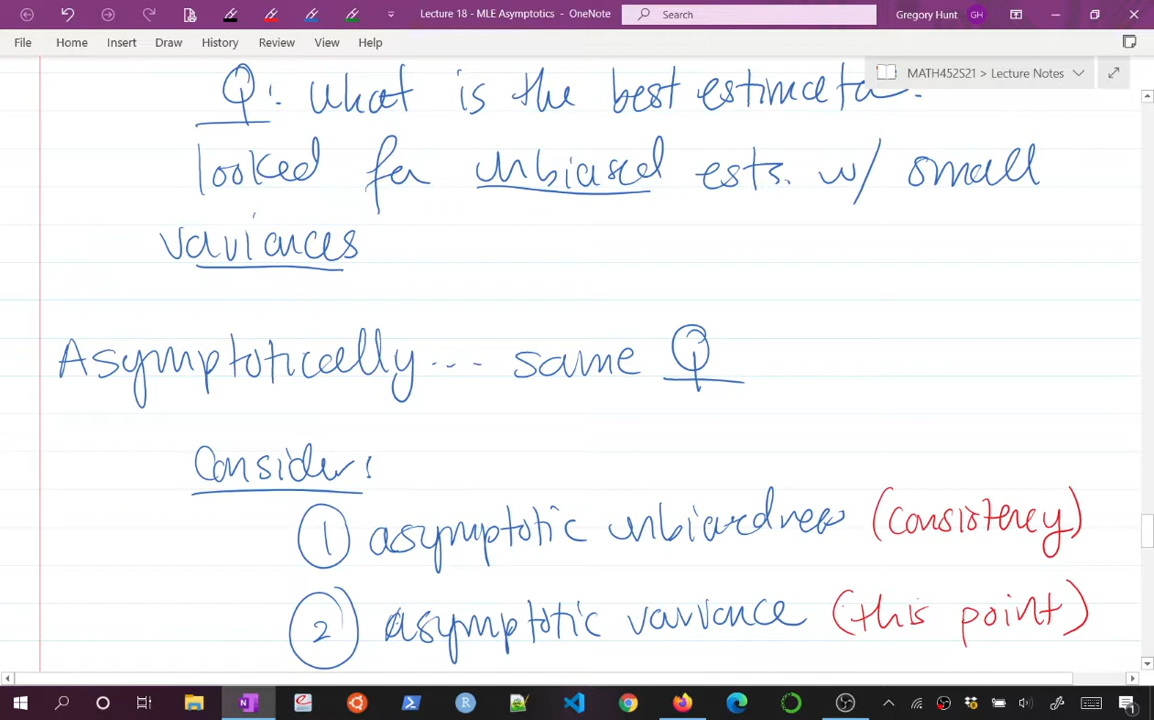 Lecture 18 - MLE Asymptotics - OneNote
Search
Gregory Hunt
GH
File Home Insert Draw History Review View Help
MATH452S21 > Lecture Notes
Q: What is the best estimator
looked for unbiased ests. w/ small
variances
Asymptotically... same Q
Consider:
1 asymptotic unbiasedness (consistency)
2 asymptotic variance (this point)